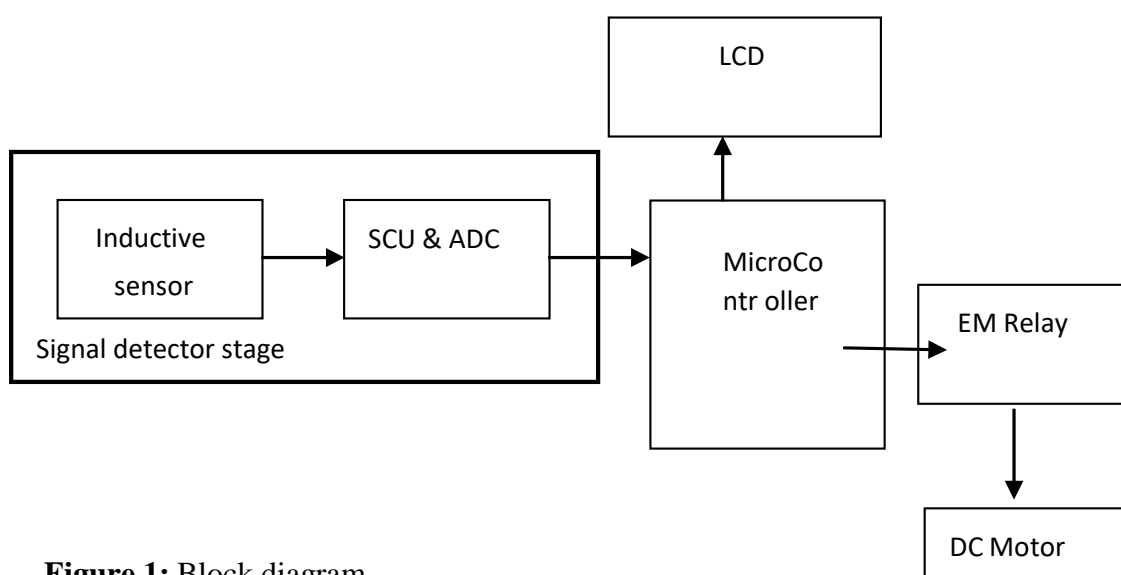 LCD
Inductive
sensor
SCU & ADC
Signal detector stage
MicroCo
ntr oller
EM Relay
DC Motor
Figure 1: Block diagram